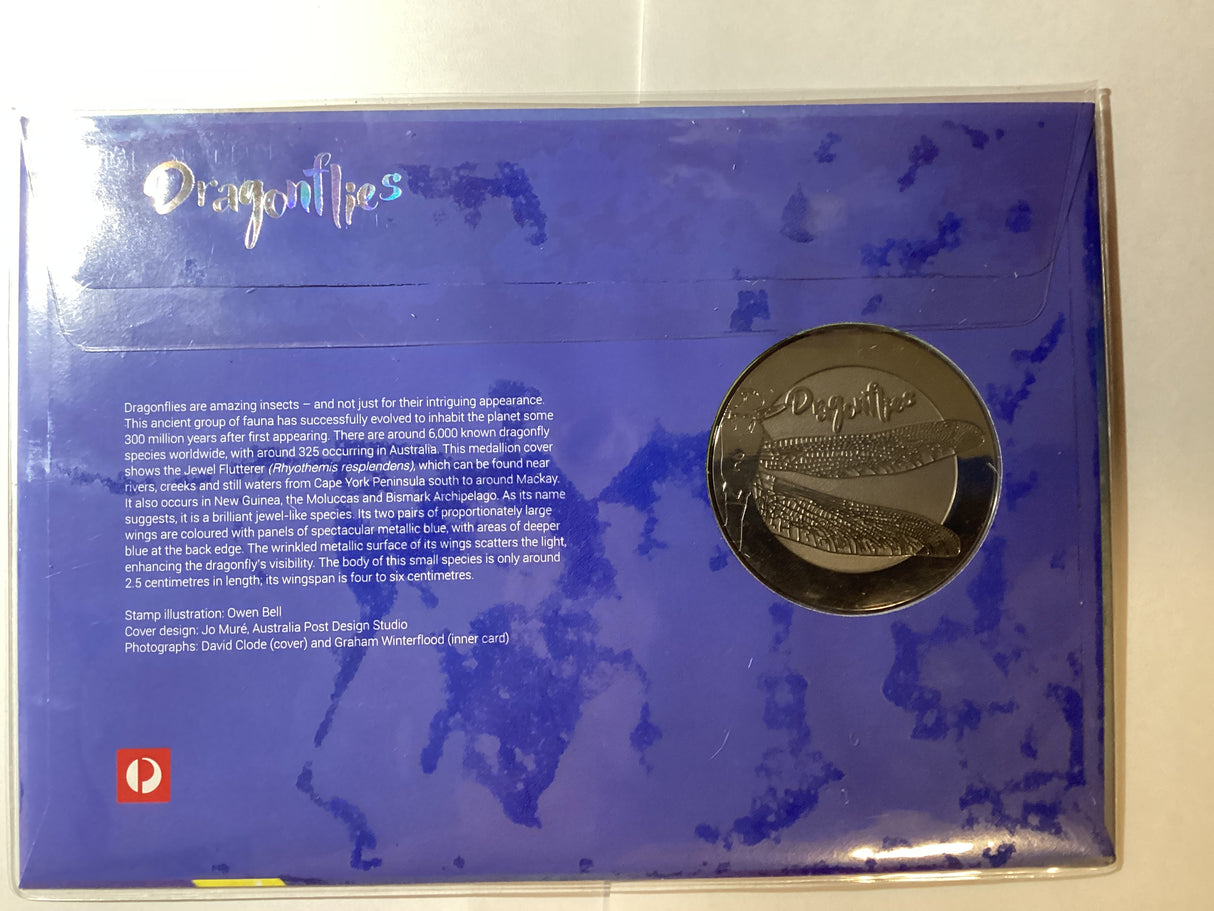 Dragonflies
Dragonflies are amazing insects – and not just for their intriguing appearance.
This ancient group of fauna has successfully evolved to inhabit the planet some
300 million years after first appearing. There are around 6,000 known dragonfly
species worldwide, with around 325 occurring in Australia. This medallion cover
shows the Jewel Flutterer (Rhyothemis resplendens), which can be found near
rivers, creeks and still waters from Cape York Peninsula south to around Mackay.
It also occurs in New Guinea, the Moluccas and Bismark Archipelago. As its name
suggests, it is a brilliant jewel-like species. Its two pairs of proportionately large
wings are coloured with panels of spectacular metallic blue, with areas of deeper
blue at the back edge. The wrinkled metallic surface of its wings scatters the light,
enhancing the dragonfly's visibility. The body of this small species is only around
2.5 centimetres in length; its wingspan is four to six centimetres.
Stamp illustration: Owen Bell
Cover design: Jo Muré, Australia Post Design Studio
Photographs: David Clode (cover) and Graham Winterflood (inner card)
Dragonflies